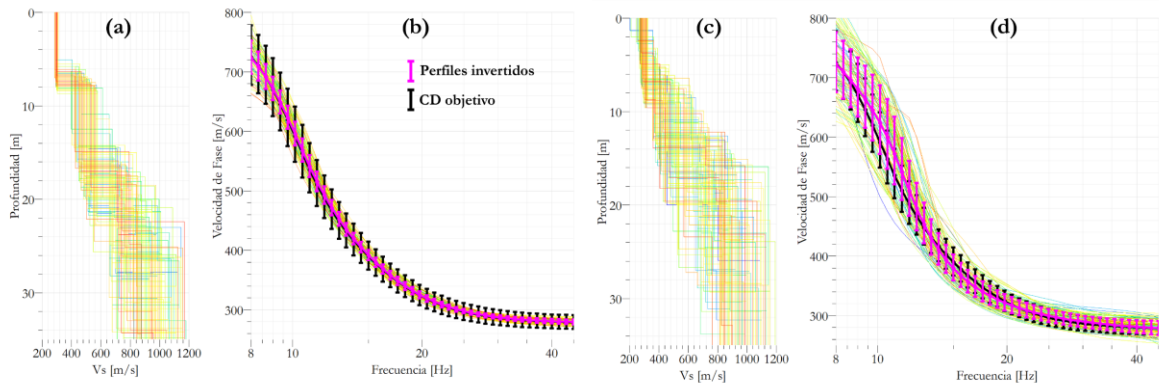 (a)
0
10
20
30
Profundidad [m]
200 400 600 800 1000 1200
Vs [m/s]
(b)
800
700
600
500
400
300
Velocidad de Fase [m/s]
Perfiles invertidos
CD objetivo
8 10 20 40
Frecuencia [Hz]
(c)
0
10
20
30
Profundidad [m]
200 400 600 800 1000 1200
Vs [m/s]
(d)
800
700
600
500
400
300
Velocidad de Fase [m/s]
8 10 20 40
Frecuencia [Hz]